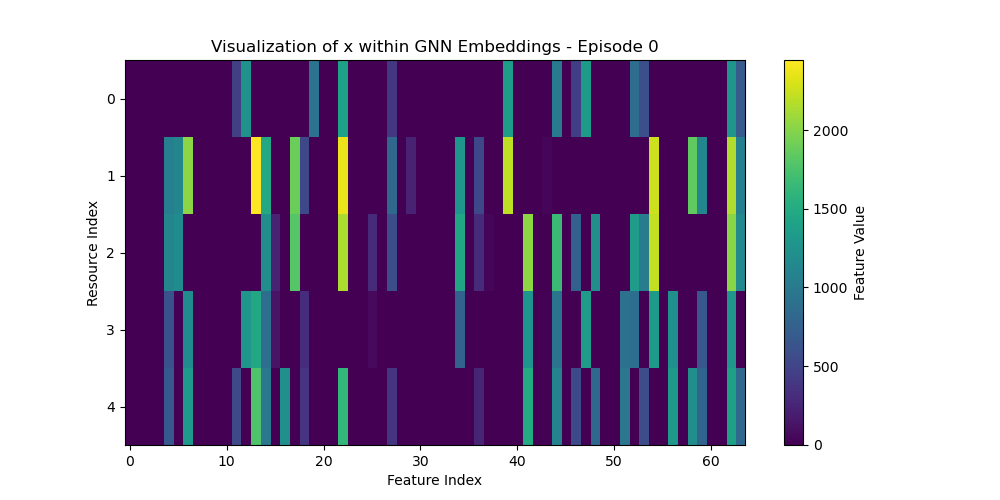 Visualization of x within GNN Embeddings - Episode 0
Resource Index
0
1
2
3
4
0 10 20 30 40 50 60
Feature Index
2000
1500
1000
500
0
Feature Value